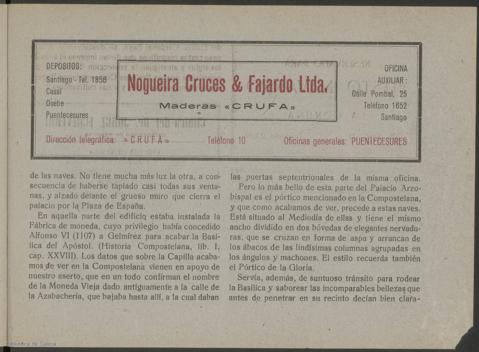 DEPOSITOS:
Santiago - Tel. 1856
Casal
Osebe
Puentecesures
Nogueira Cruces & Fajardo Ltda.
Maderas «CRUFA»
OFICINA
AUXILIAR:
Calle Pombal, 25
Teléfono 1652
Santiago
Dirección telegráfica: «CRUFA» Teléfono 10 Oficinas generales: PUENTECESURES
de las naves. No tiene mucha más luz la otra, a con-
secuencia de haberse tapiado casi todas sus venta-
nas, y alzado delante el grueso muro que cierra el
palacio por la Plaza de España.
En aquella parte del edificio estaba instalada la
Fábrica de moneda, cuyo privilegio había concedido
Alfonso VI (1107) a Gelmírez para acabar la Basí-
lica del Apóstol. (Historia Compostelana, lib. I,
cap. XXVIII). Los datos que sobre la Capilla acaba-
mos de ver en la Compostelana vienen en apoyo de
nuestro aserto, que en un todo confirman el nombre
de la Moneda Vieja dado antiguamente a la calle de
la Azabachería, que bajaba hasta allí, a la cual daban
las puertas septentrionales de la misma oficina.
Pero lo más bello de esta parte del Palacio Arzo-
bispal es el pórtico mencionado en la Compostelana,
y que como acabamos de ver, precede a estas naves.
Está situado al Mediodía de ellas y tiene el mismo
ancho dividido en dos bóvedas de elegantes nervadu-
ras, que se cruzan en forma de aspa y arrancan de
los ábacos de las lindísimas columnas agrupadas en
los ángulos y machones. El estilo recuerda también
el Pórtico de la Gloria.
Servía, además, de suntuoso tránsito para rodear
la Basílica y saborear las incomparables bellezas que
antes de penetrar en su recinto decían bien clara-